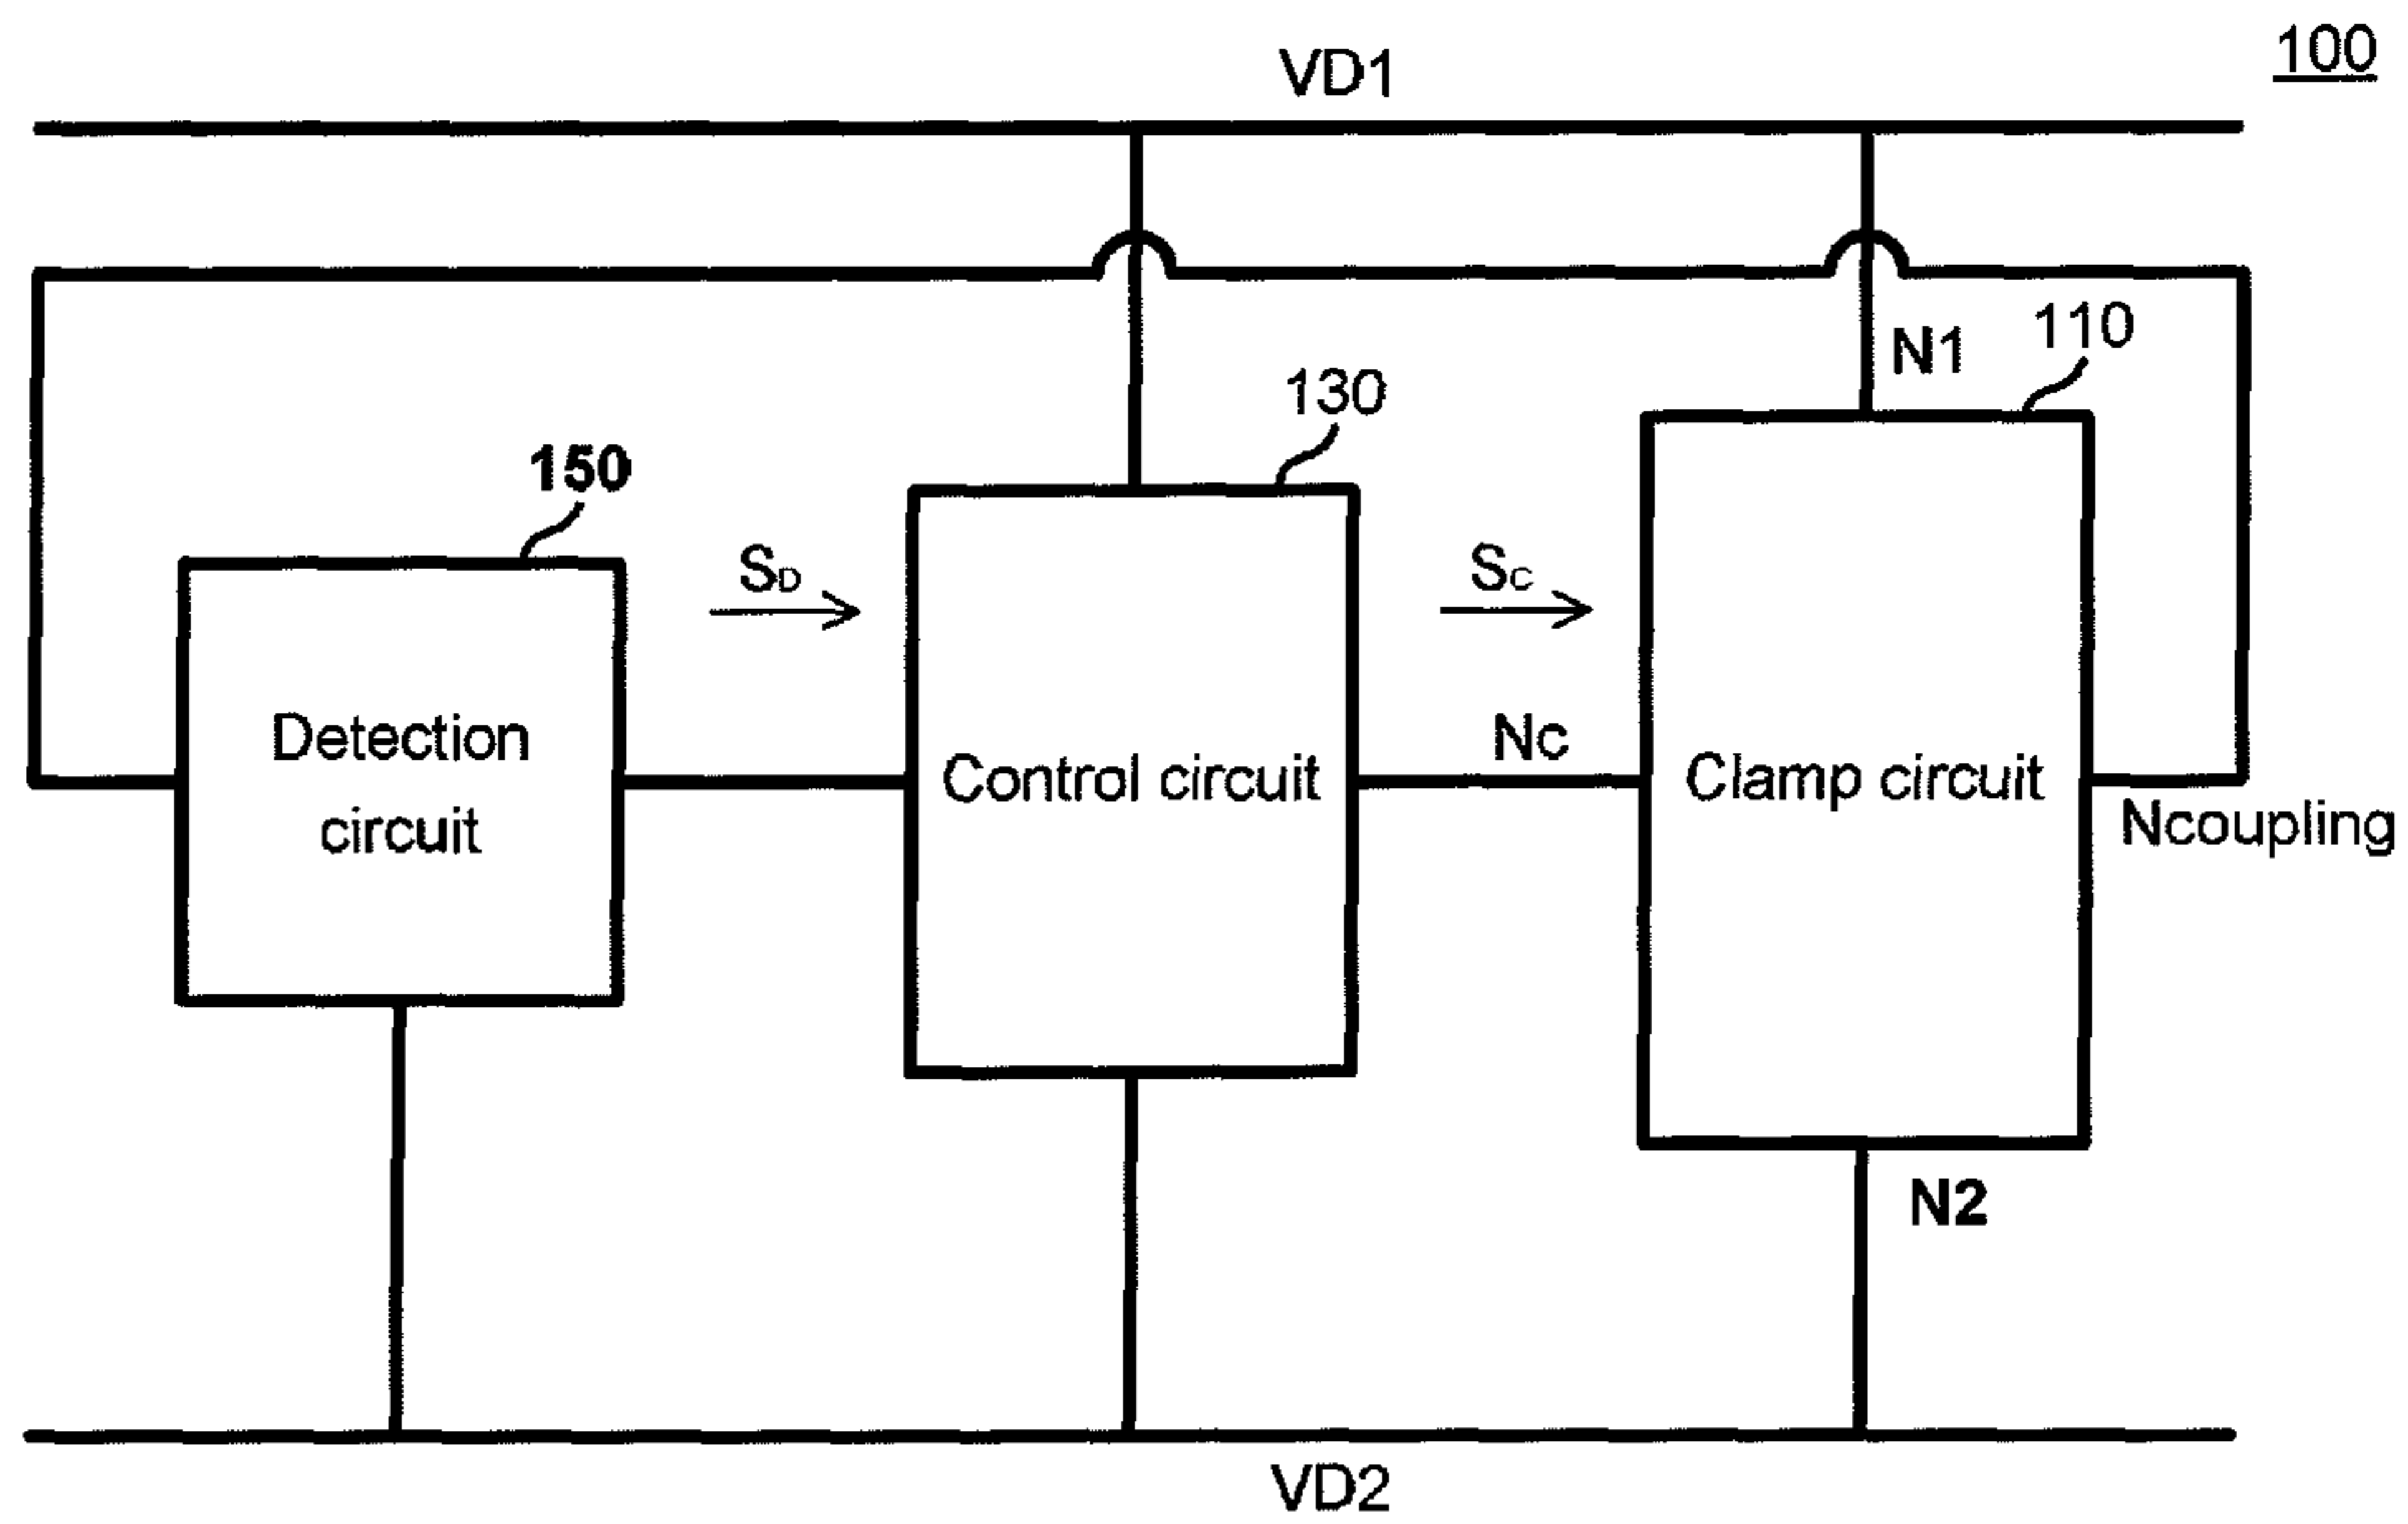 100
VD1
N1
110
130
150
SD
SC
Detection
circuit
Control circuit
Nc
Clamp circuit
Ncoupling
N2
VD2